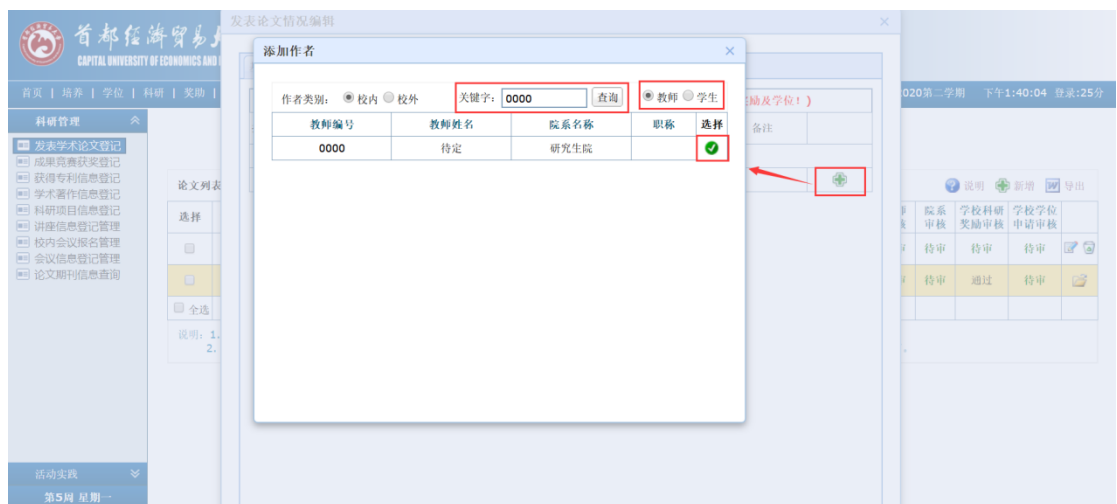 首都经济贸易大
CAPITAL UNIVERSITY OF ECONOMICS AND
首页 | 培养 | 学位 | 科研 | 奖助 |
020第二学期 下午1:40:04 登录:25分
科研管理
发表学术论文登记
成果竞赛获奖登记
获得专利信息登记
学术著作信息登记
科研项目信息登记
讲座信息登记管理
校内会议报名管理
会议信息登记管理
论文期刊信息查询
活动实践
第5周 星期一
发表论文情况编辑
添加作者
作者类别: 校内 校外 关键字: 0000 查询 教师 学生
教师编号 教师姓名 院系名称 职称 选择
0000 待定 研究生院
励及学位!)
备注
论文列表
说明 新增 导出
选择
院系审核 学校科研奖励审核 学校学位申请审核
待审 待审 待审
待审 通过 待审
全选
说明: 1.
2.